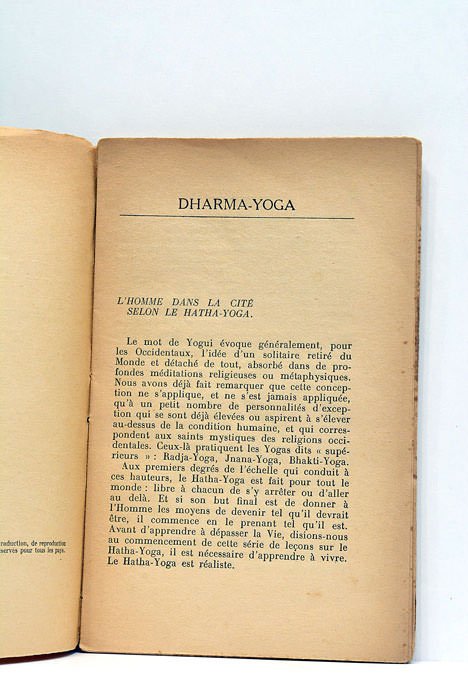 DHARMA-YOGA
L'HOMME DANS LA CITÉ
SELON LE HATHA-YOGA.
Le mot de Yogui évoque généralement, pour
les Occidentaux, l'idée d'un solitaire retiré du
Monde et détaché de tout, absorbé dans de pro-
fondes méditations religieuses ou métaphysiques.
Nous avons déjà fait remarquer que cette concep-
tion ne s'applique, et ne s'est jamais appliquée,
qu'à un petit nombre de personnalités d'excep-
tion qui se sont déjà élevées ou aspirent à s'élever
au-dessus de la condition humaine, et qui corres-
pondent aux saints mystiques des religions occi-
dentales. Ceux-là pratiquent les Yogas dits « supé-
rieurs » : Radja-Yoga, Jnana-Yoga, Bhakti-Yoga.
Aux premiers degrés de l'échelle qui conduit à
ces hauteurs, le Hatha-Yoga est fait pour tout le
monde : libre à chacun de s'y arrêter ou d'aller
au delà. Et si son but final est de donner à
l'Homme les moyens de devenir tel qu'il devrait
être, il commence en le prenant tel qu'il est.
Avant d'apprendre à dépasser la Vie, disions-nous
au commencement de cette série de leçons sur le
Hatha-Yoga, il est nécessaire d'apprendre à vivre.
Le Hatha-Yoga est réaliste.
raduction, de reproduction
servés pour tous les pays.